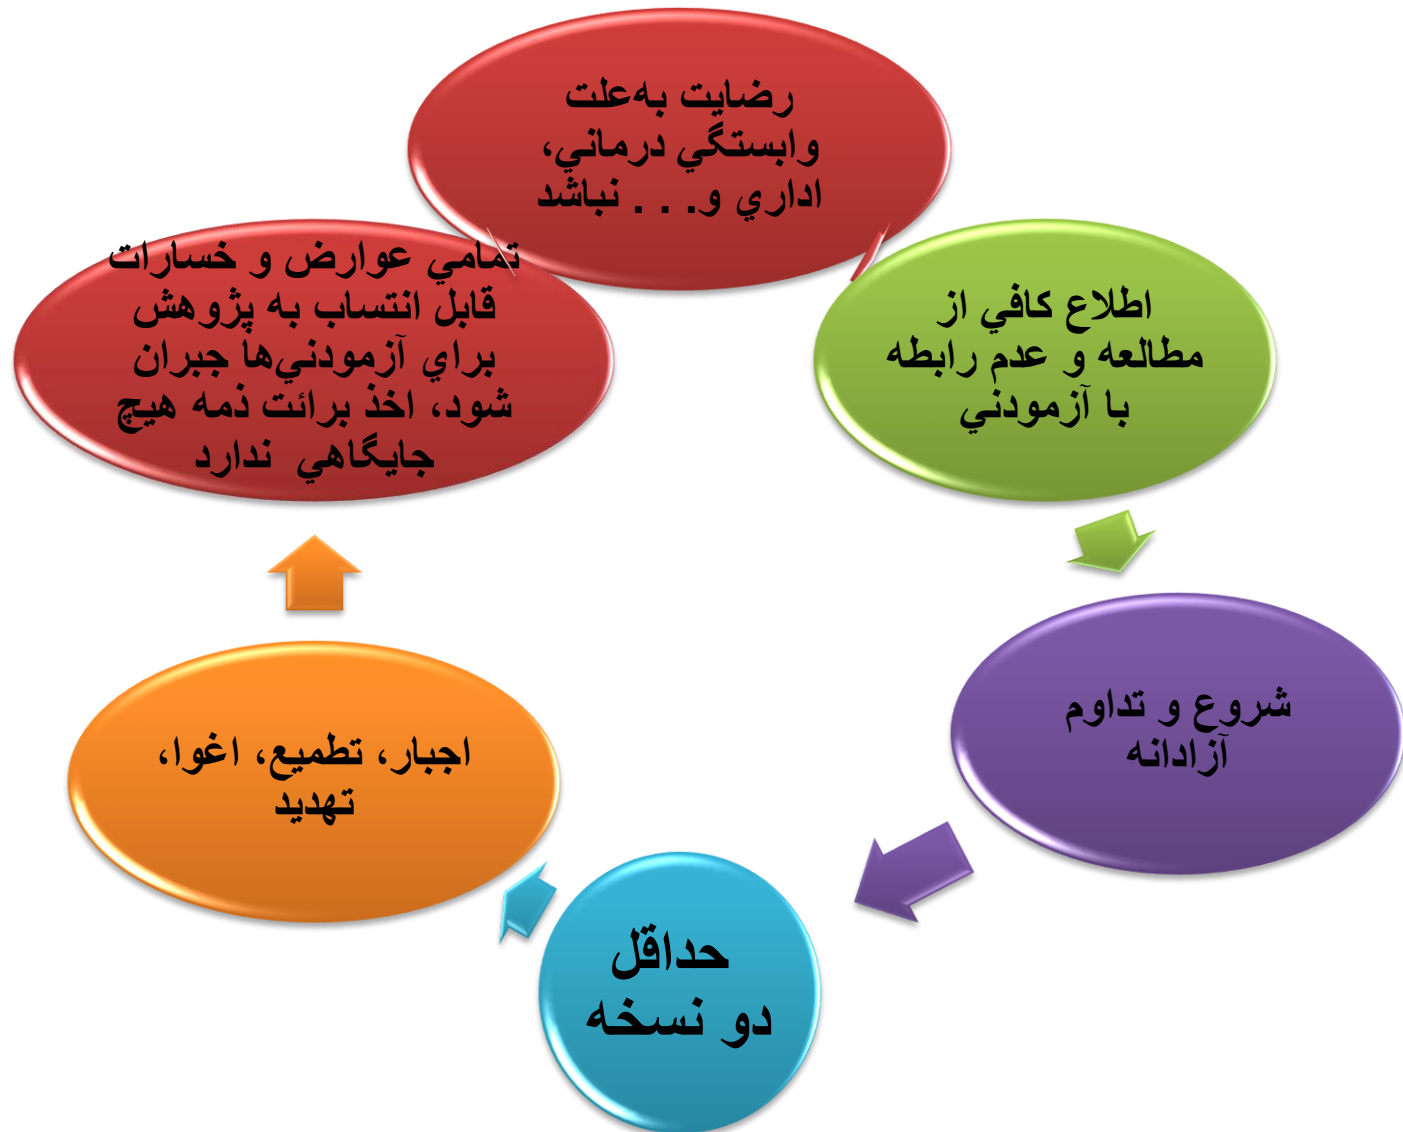 رضايت به‌علت
وابستگي درماني،
اداري و. . . نباشد
اطلاع كافي از
مطالعه و عدم رابطه
با آزمودني
شروع و تداوم
آزادانه
حداقل
دو نسخه
اجبار، تطميع، اغوا،
تهديد
تمامي عوارض و خسارات
قابل انتساب به پژوهش
براي آزمودني‌ها جبران
شود، اخذ برائت ذمه هيچ
جايگاهي ندارد